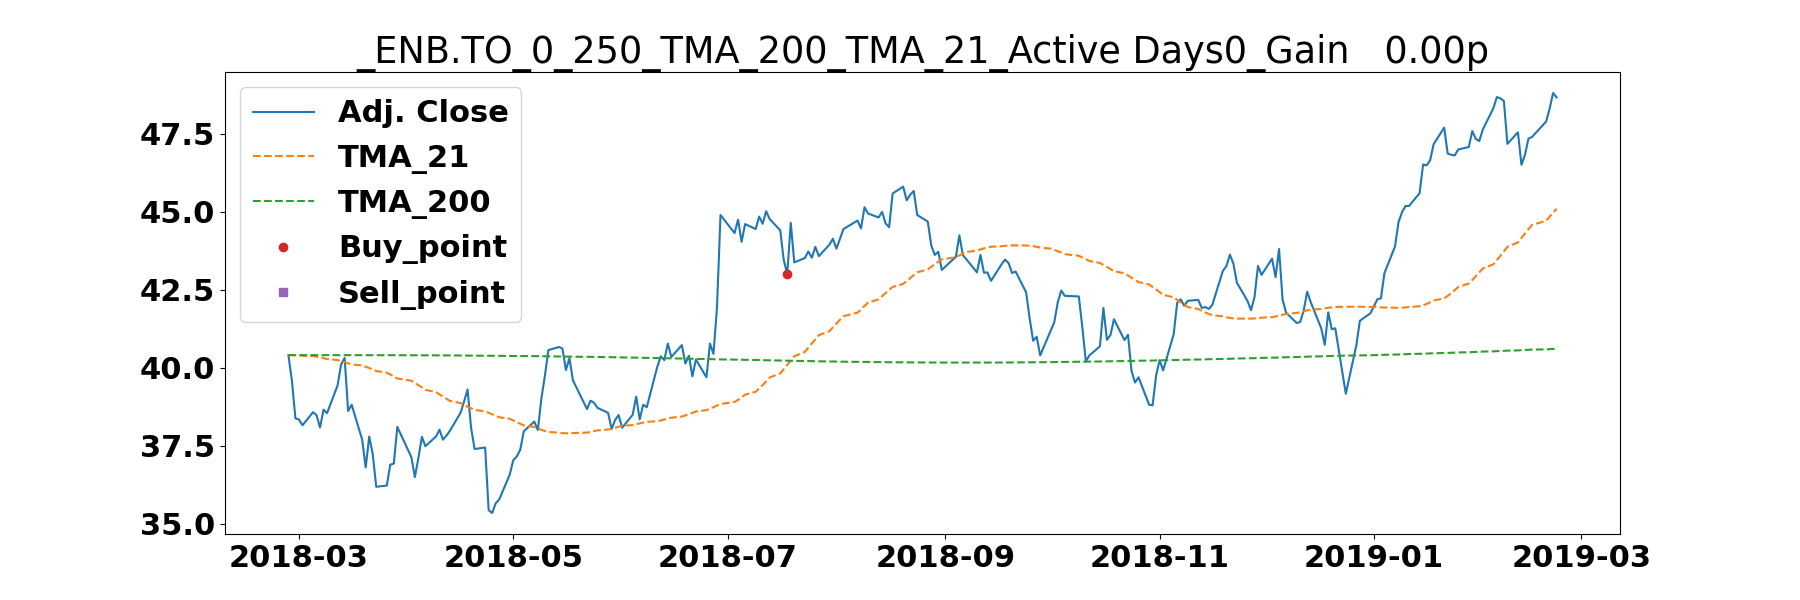 _ENB.TO_0_250_TMA_200_TMA_21_Active Days0_Gain   0.00p
Adj. Close
TMA_21
TMA_200
Buy_point
Sell_point
47.5
45.0
42.5
40.0
37.5
35.0
2018-03 2018-05 2018-07 2018-09 2018-11 2019-01 2019-03